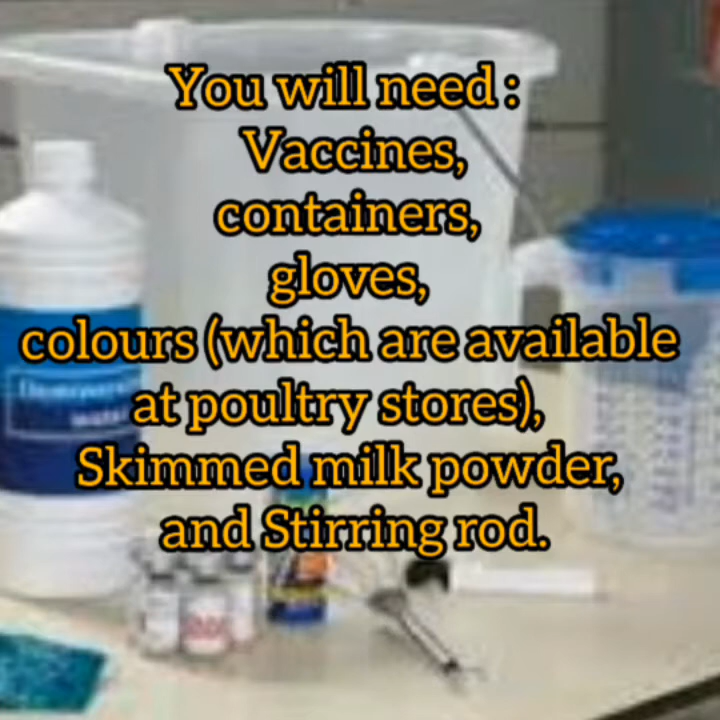 You will need :
Vaccines,
containers,
gloves,
colours (which are available
at poultry stores),
Skimmed milk powder,
and Stirring rod.